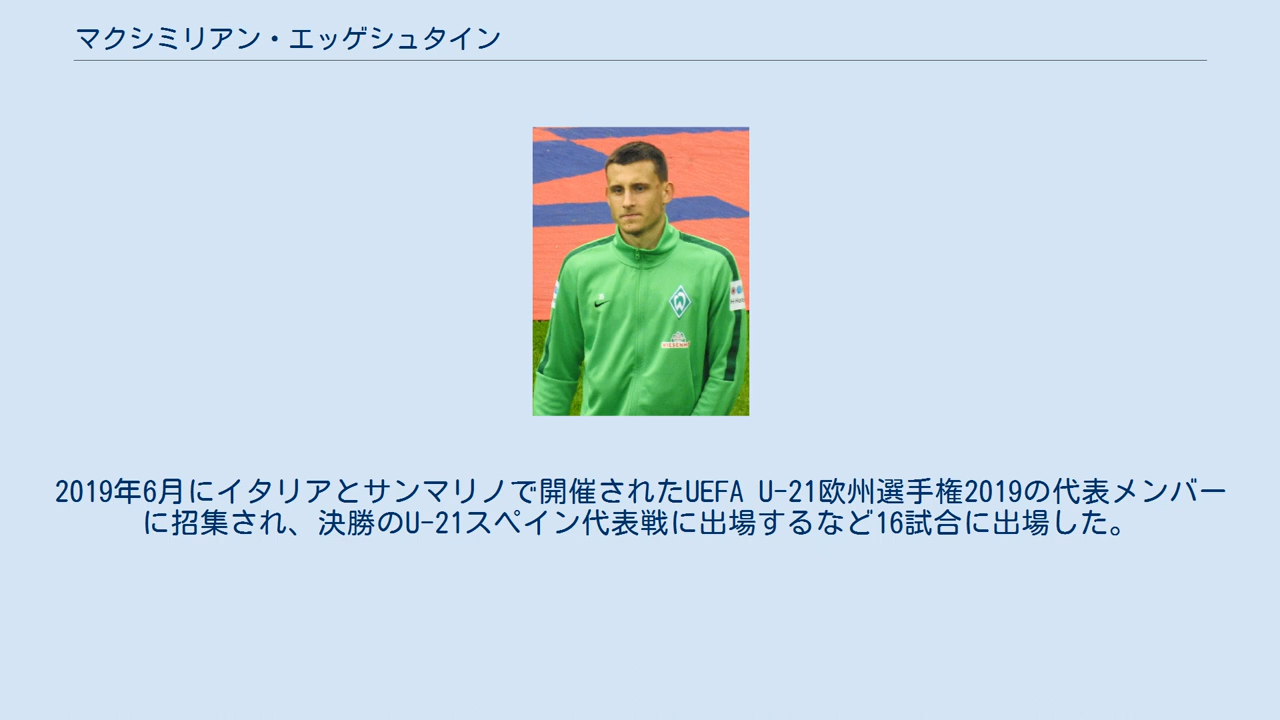 マクシミリアン・エッゲシュタイン
2019年6月にイタリアとサンマリノで開催されたUEFA U-21欧州選手権2019の代表メンバー
に招集され、決勝のU-21スペイン代表戦に出場するなど16試合に出場した。